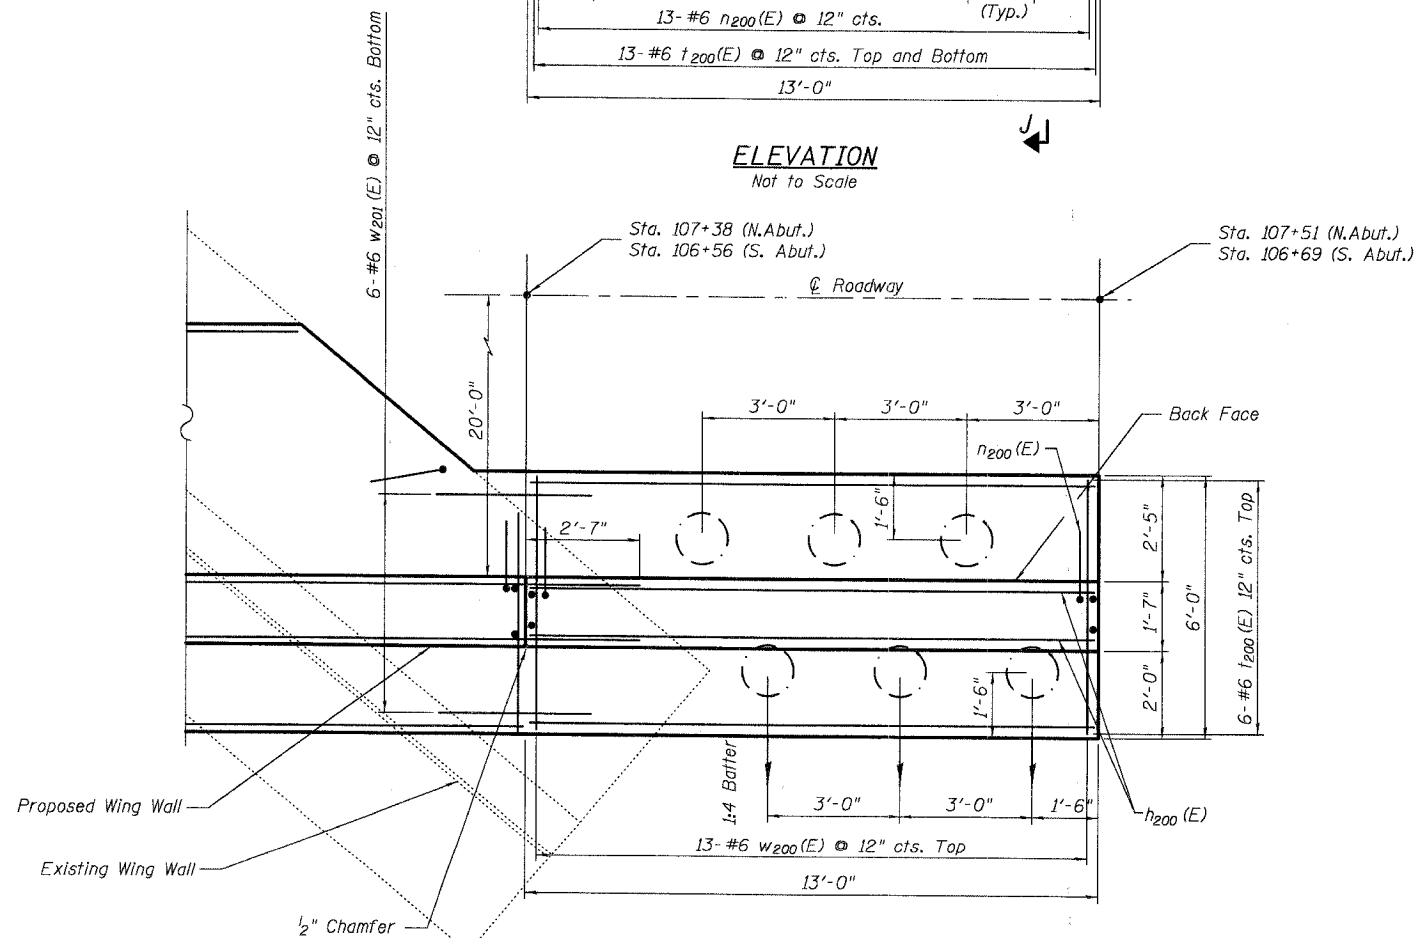 13-#6 n200(E) @ 12" cts.
(Typ.)
13-#6 t200(E) @ 12" cts. Top and Bottom
13'-0"
J
ELEVATION
Not to Scale
6-#6 w201(E) @ 12" cts. Bottom
Sta. 107+38 (N.Abut.)
Sta. 106+56 (S. Abut.)
Sta. 107+51 (N.Abut.)
Sta. 106+69 (S. Abut.)
℄ Roadway
20'-0"
3'-0"
3'-0"
3'-0"
Back Face
n200(E)
1'-6"
2'-7"
2'-5"
1'-7"
2'-0"
6'-0"
6-#6 t200(E) 12" cts. Top
1'-6"
1:4 Batter
3'-0"
3'-0"
1'-6"
h200(E)
Proposed Wing Wall
13-#6 w200(E) @ 12" cts. Top
Existing Wing Wall
13'-0"
1/2" Chamfer